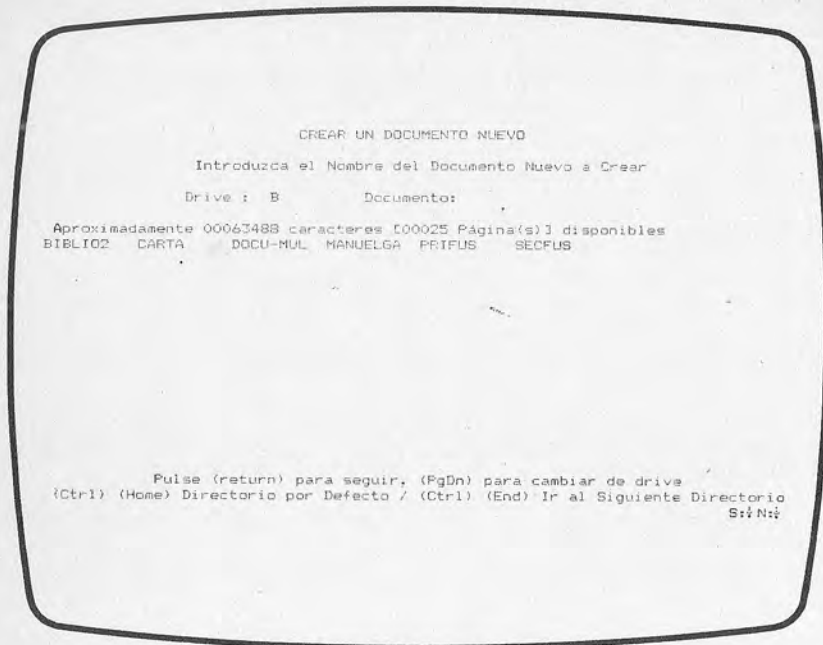 CREAR UN DOCUMENTO NUEVO
Introduzca el Nombre del Documento Nuevo a Crear
Drive : B Documento:
Aproximadamente 00063488 caracteres [00025 Página(s)] disponibles
BIBLIO2 CARTA DOCU-MUL MANUELGA PRIFUS SECFUS
Pulse (return) para seguir, (PgDn) para cambiar de drive
(Ctrl) (Home) Directorio por Defecto / (Ctrl) (End) Ir al Siguiente Directorio
S:↓ N:↓